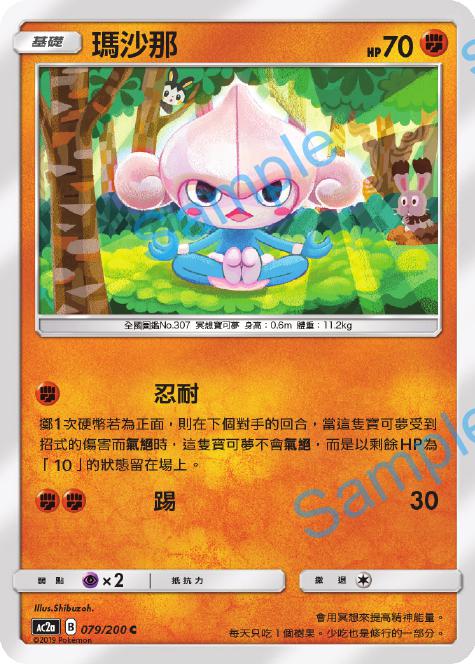 基礎
瑪沙那
HP70
Sample
全國圖鑑No.307 冥想寶可夢 身高：0.6m 體重：11.2kg
忍耐
擲1次硬幣若為正面，則在下個對手的回合，當這隻寶可夢受到
招式的傷害而氣絕時，這隻寶可夢不會氣絕，而是以剩餘HP為
「10」的狀態留在場上。
踢 30
Sample
弱點 ×2 抵抗力 撤退
Illus.Shibuzoh.
AC2a B 079/200 C
©2019 Pokémon
會用冥想來提高精神能量。
每天只吃1個樹果。少吃也是修行的一部分。